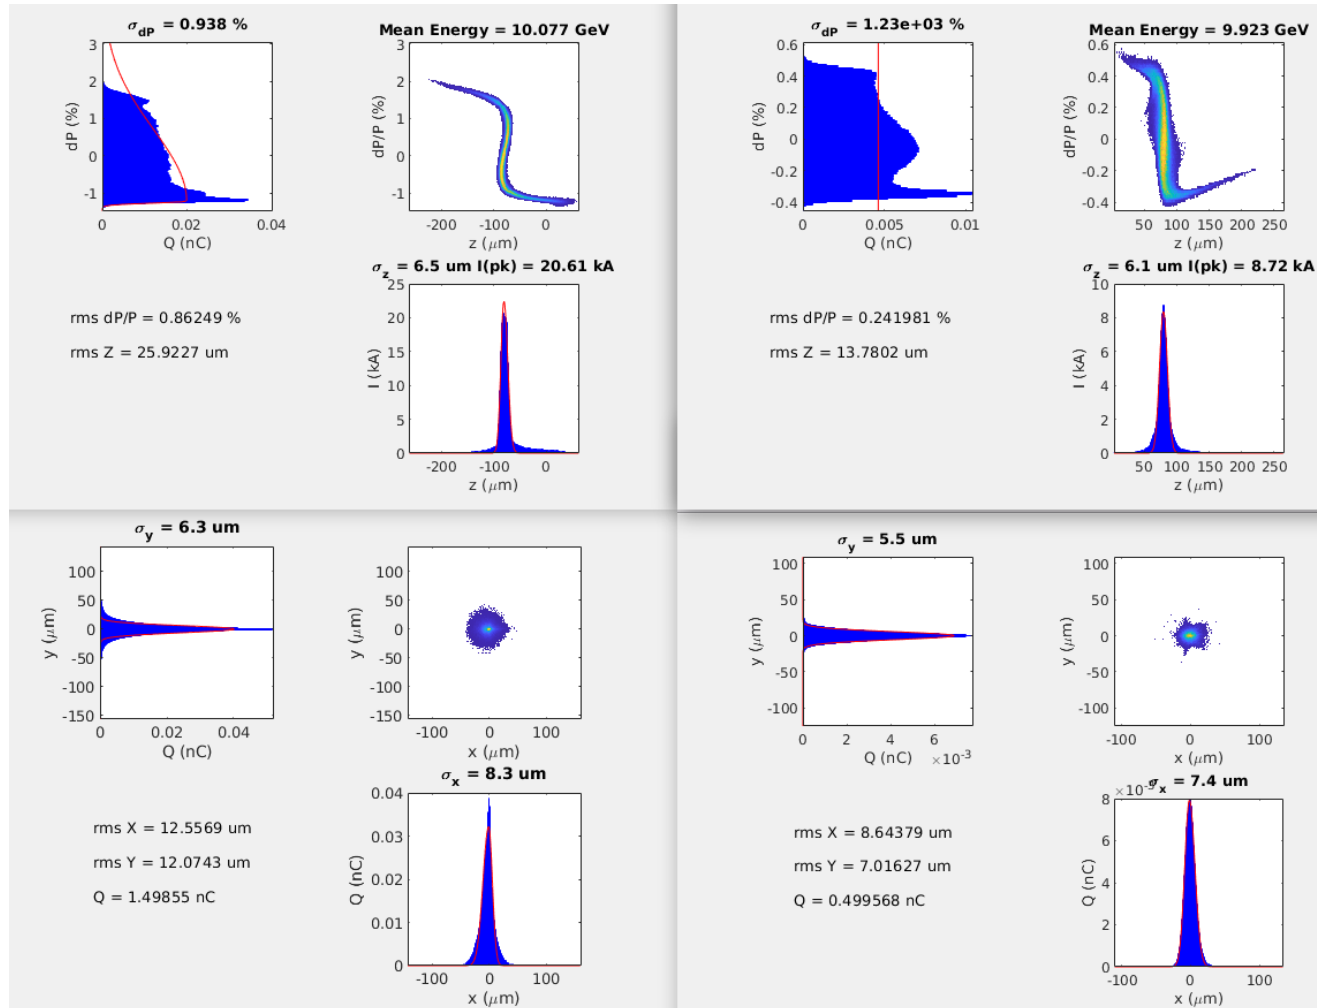 σdP = 0.938 %
3
2
1
0
-1
dP (%)
0
0.02
0.04
Q (nC)
Mean Energy = 10.077 GeV
3
2
1
0
-1
dP/P (%)
-200
-100
0
z (μm)
rms dP/P = 0.86249 %
rms Z = 25.9227 um
σz = 6.5 um I(pk) = 20.61 kA
25
20
15
10
5
0
I (kA)
-200
-100
0
z (μm)
σdP = 1.23e+03 %
0.6
0.4
0.2
0
-0.2
-0.4
dP (%)
0
0.005
0.01
Q (nC)
Mean Energy = 9.923 GeV
0.6
0.4
0.2
0
-0.2
-0.4
dP/P (%)
50
100
150
200
250
z (μm)
rms dP/P = 0.241981 %
rms Z = 13.7802 um
σz = 6.1 um I(pk) = 8.72 kA
10
8
6
4
2
0
I (kA)
50
100
150
200
250
z (μm)
σy = 6.3 um
100
50
0
-50
-100
-150
y (μm)
0
0.02
0.04
Q (nC)
100
50
0
-50
-100
-150
y (μm)
-100
0
100
x (μm)
rms X = 12.5569 um
rms Y = 12.0743 um
Q = 1.49855 nC
σx = 8.3 um
0.04
0.03
0.02
0.01
0
Q (nC)
-100
0
100
x (μm)
σy = 5.5 um
100
50
0
-50
-100
y (μm)
0
2
4
6
×10-3
Q (nC)
100
50
0
-50
-100
y (μm)
-100
0
100
x (μm)
rms X = 8.64379 um
rms Y = 7.01627 um
Q = 0.499568 nC
σx = 7.4 um
8
6
4
2
0
Q (nC)
-100
0
100
x (μm)